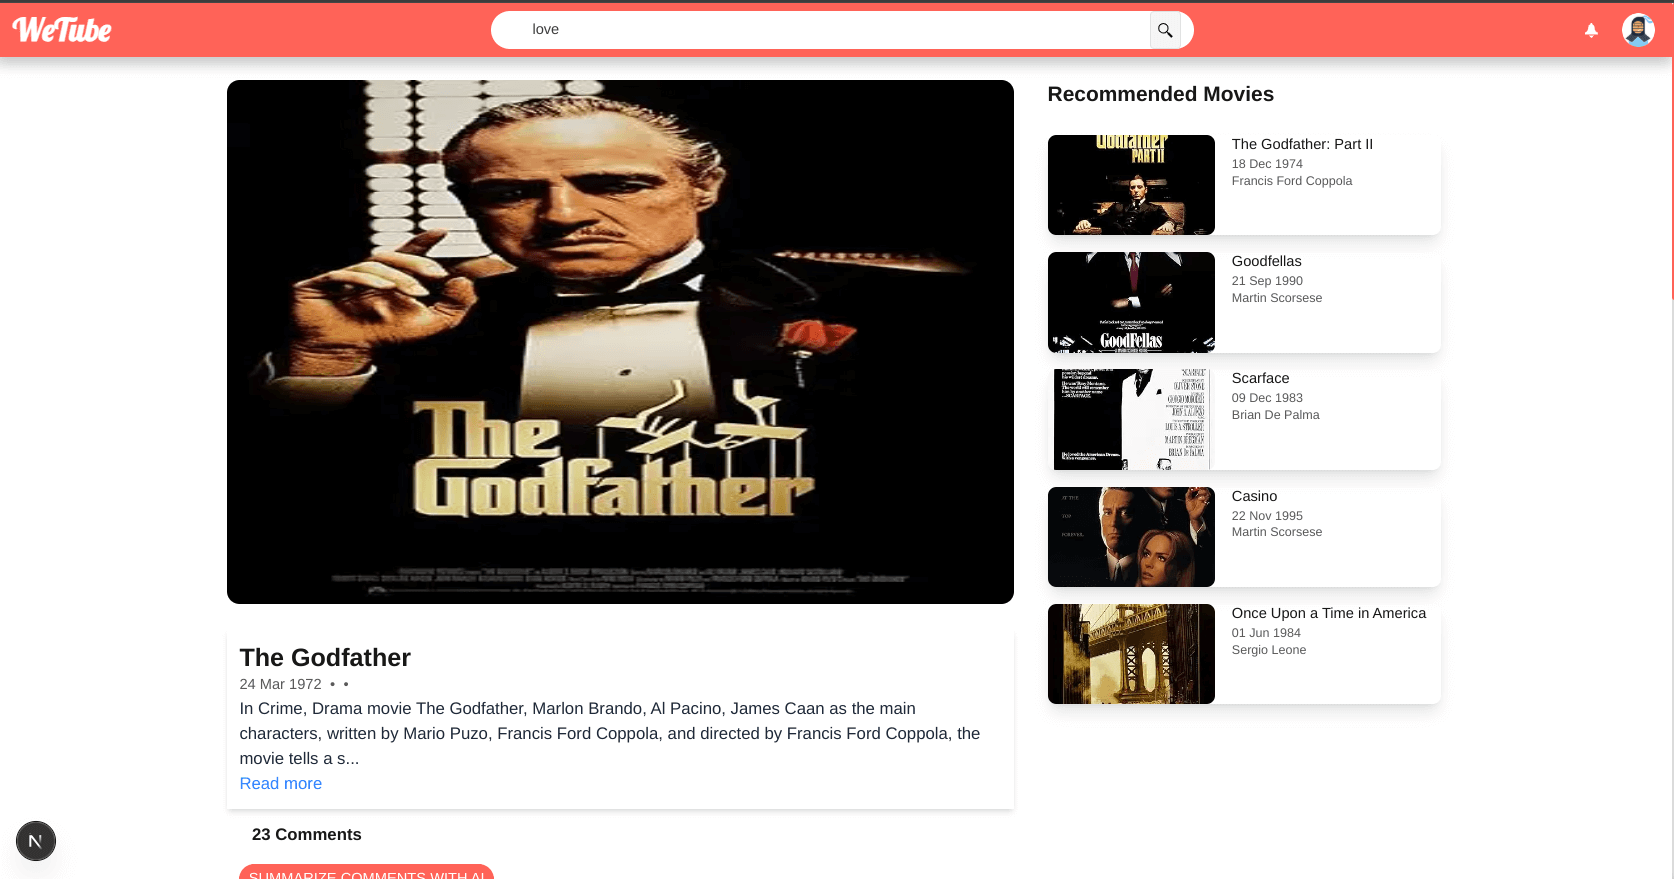 WeTube
love
The
Godfather
The Godfather
24 Mar 1972 • •
In Crime, Drama movie The Godfather, Marlon Brando, Al Pacino, James Caan as the main
characters, written by Mario Puzo, Francis Ford Coppola, and directed by Francis Ford Coppola, the
movie tells a s...
Read more
23 Comments
SUMMARIZE COMMENTS WITH AI
N
Recommended Movies
Godfather
PART II
The Godfather: Part II
18 Dec 1974
Francis Ford Coppola
GoodFellas
Goodfellas
21 Sep 1990
Martin Scorsese
Scarface
09 Dec 1983
Brian De Palma
Casino
22 Nov 1995
Martin Scorsese
Once Upon a Time in America
01 Jun 1984
Sergio Leone